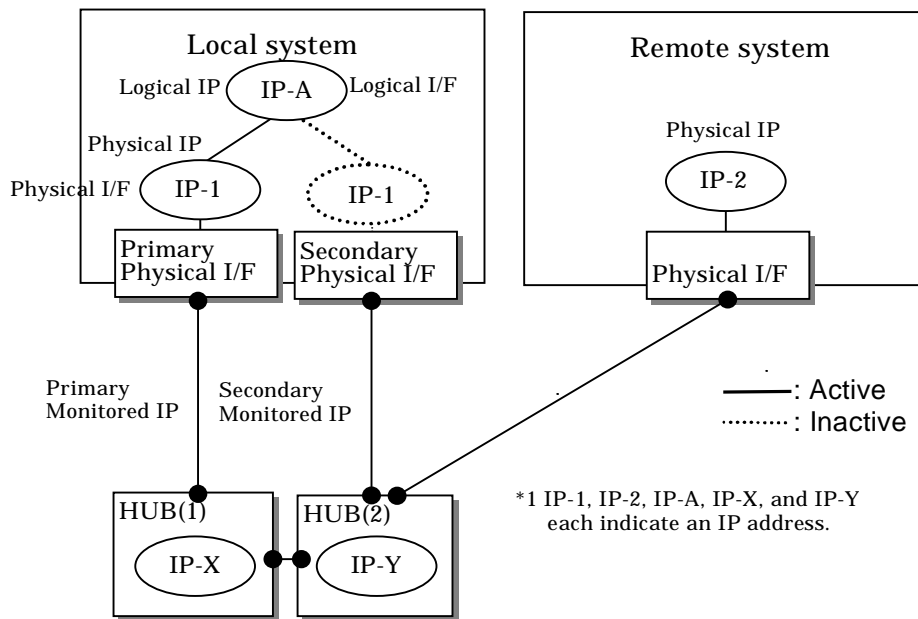 Local system
Remote system
Logical IP
IP-A
Logical I/F
Physical IP
Physical I/F
IP-1
IP-1
Physical IP
IP-2
Primary
Physical I/F
Secondary
Physical I/F
Physical I/F
Primary
Monitored IP
Secondary
Monitored IP
: Active
: Inactive
HUB(1)
IP-X
HUB(2)
IP-Y
*1 IP-1, IP-2, IP-A, IP-X, and IP-Y
each indicate an IP address.